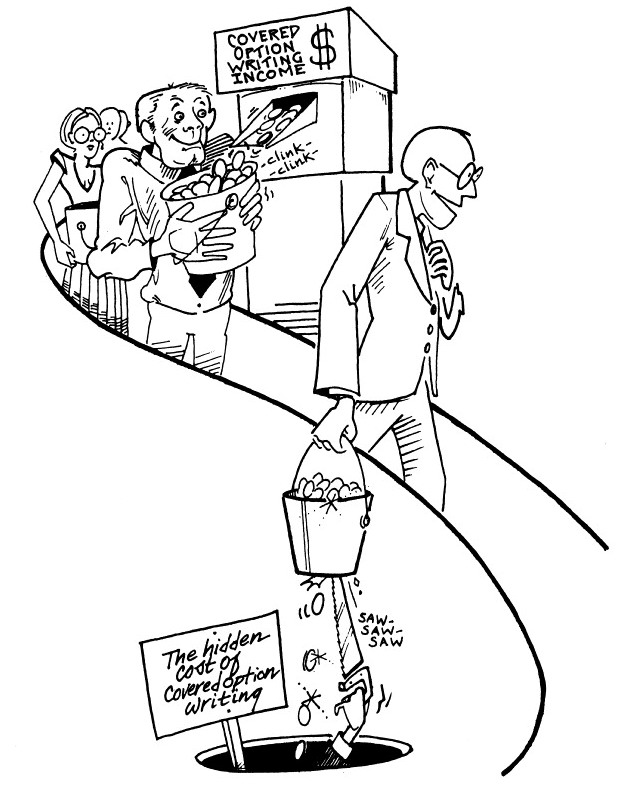 COVERED
OPTION
WRITING
INCOME
$
-clink-
-clink-
SAW-
SAW-
SAW
The hidden
cost of
Covered option
writing